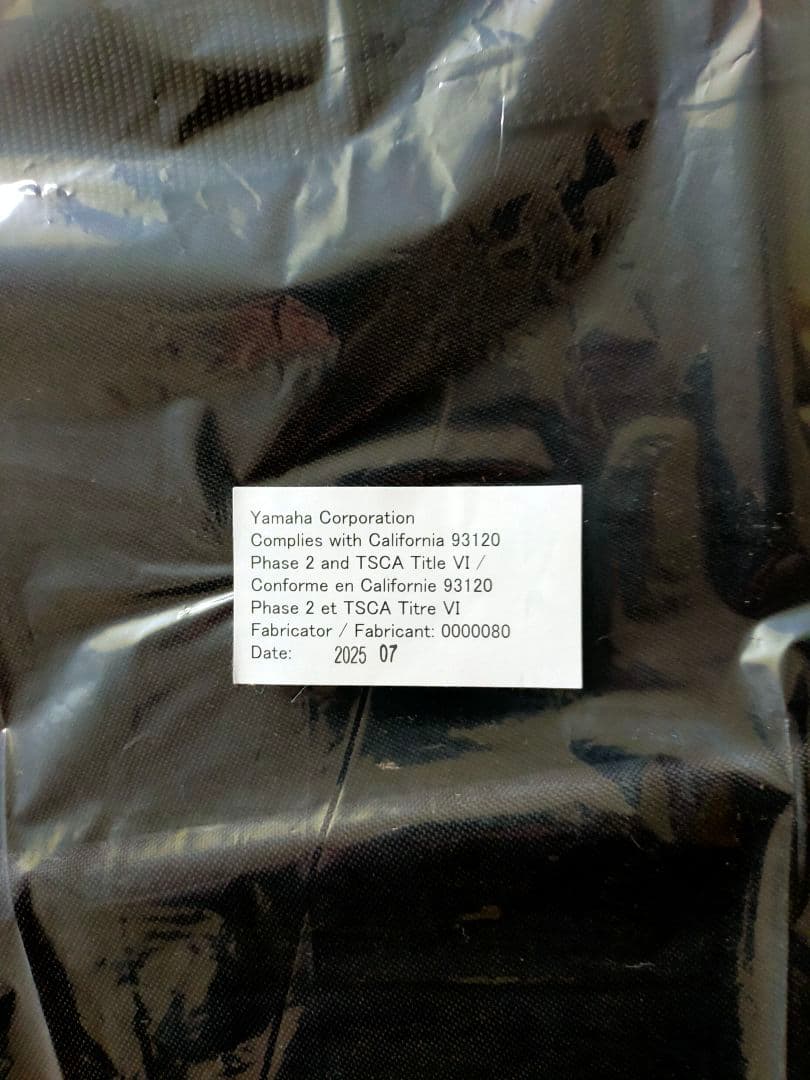 Yamaha Corporation
Complies with California 93120
Phase 2 and TSCA Title VI /
Conforme en Californie 93120
Phase 2 et TSCA Titre VI
Fabricator / Fabricant: 0000080
Date: 2025 07